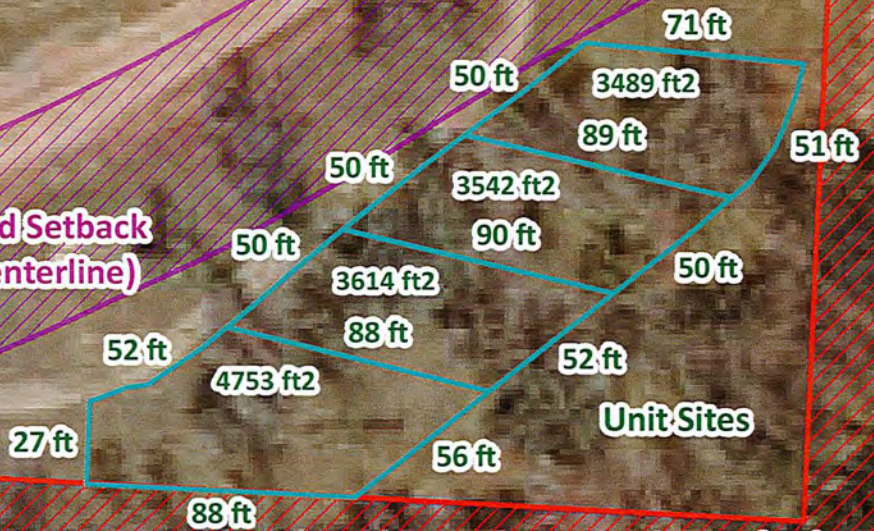 71 ft
50 ft
3489 ft2
89 ft
51 ft
50 ft
3542 ft2
d Setback
90 ft
50 ft
enterline)
3614 ft2
50 ft
88 ft
52 ft
52 ft
4753 ft2
Unit Sites
27 ft
56 ft
88 ft